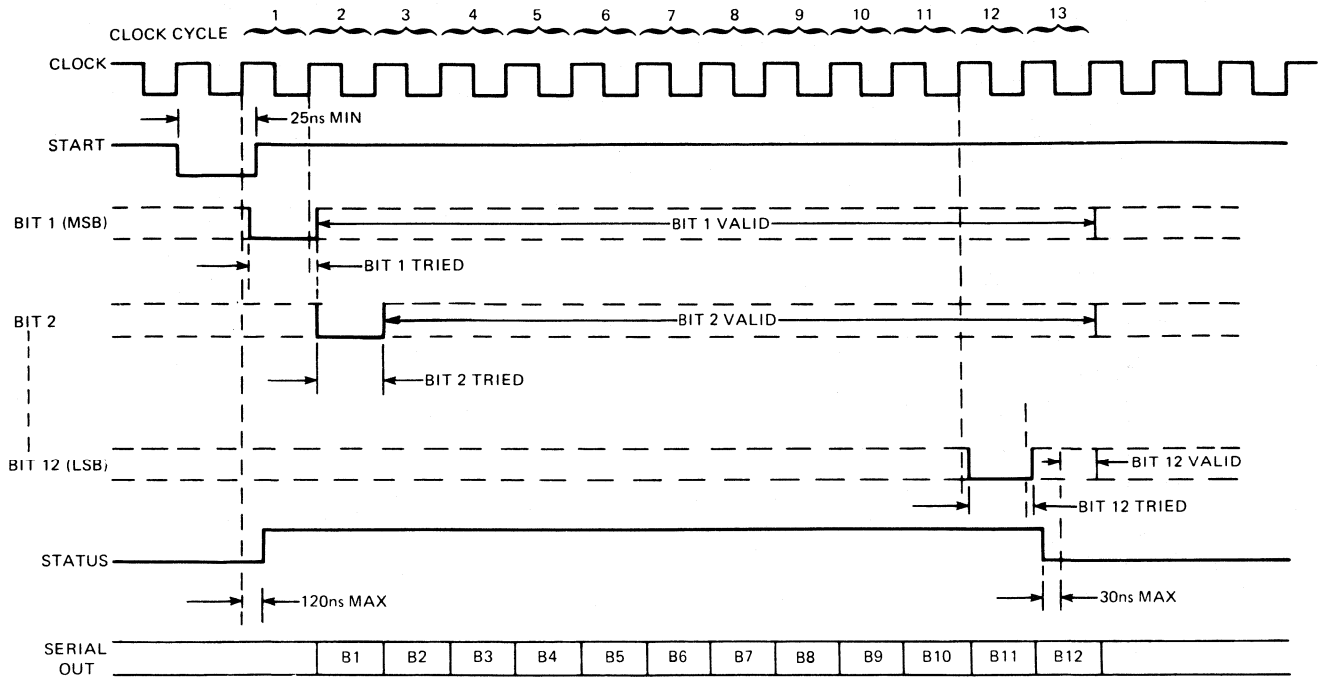 1 2 3 4 5 6 7 8 9 10 11 12 13
CLOCK CYCLE
CLOCK
25ns MIN
START
BIT 1 (MSB)
BIT 1 VALID
BIT 1 TRIED
BIT 2
BIT 2 VALID
BIT 2 TRIED
BIT 12 (LSB)
BIT 12 VALID
BIT 12 TRIED
STATUS
120ns MAX
30ns MAX
SERIAL
OUT
B1 B2 B3 B4 B5 B6 B7 B8 B9 B10 B11 B12